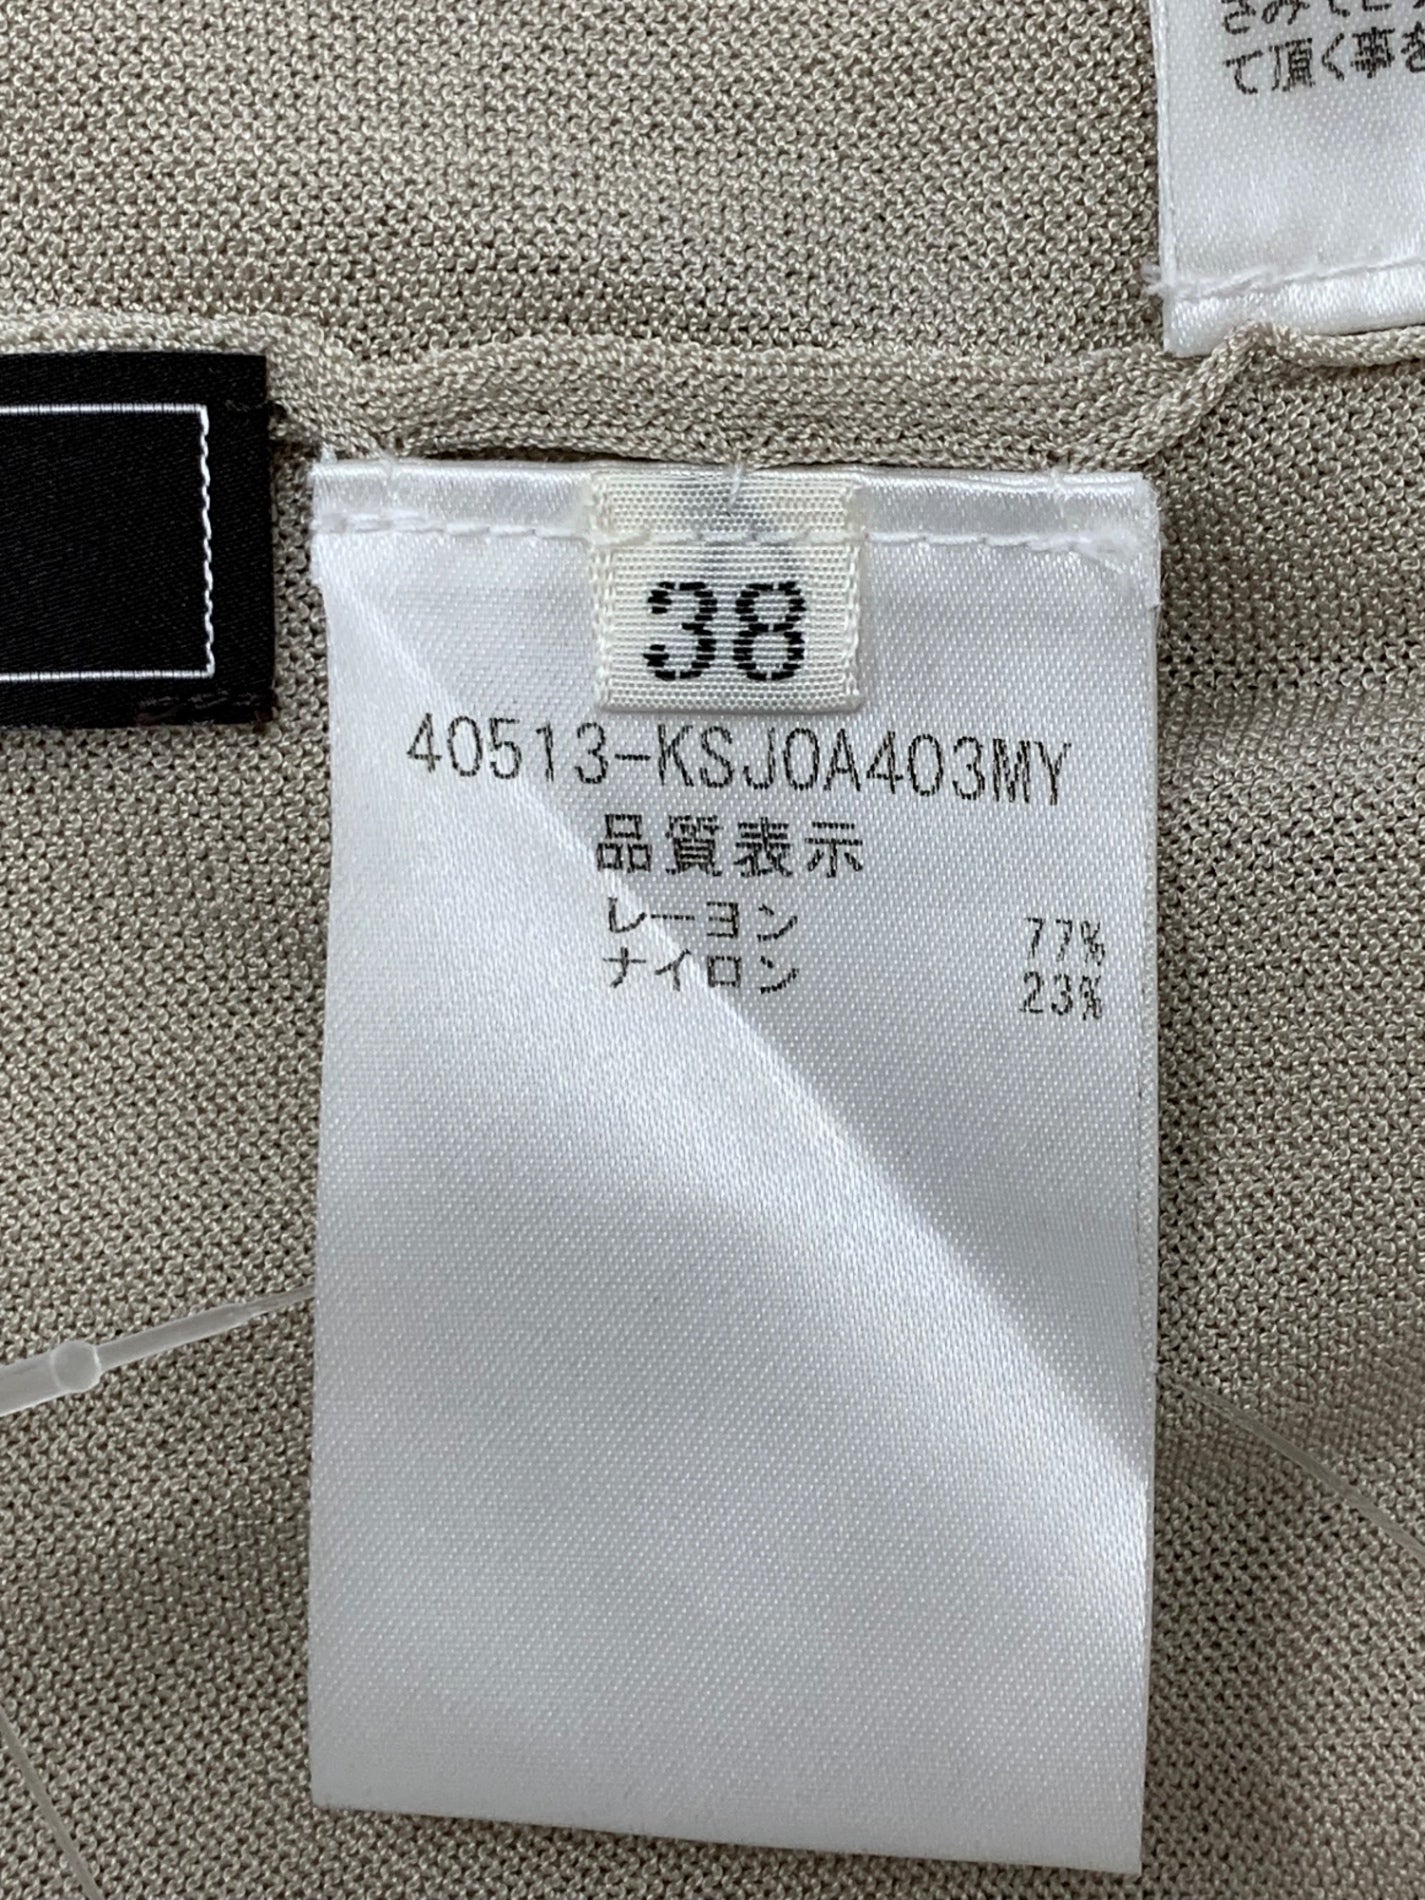 て頂く事を
38
40513-KSJ0A403MY
品質表示
レーヨン 77%
ナイロン 23%